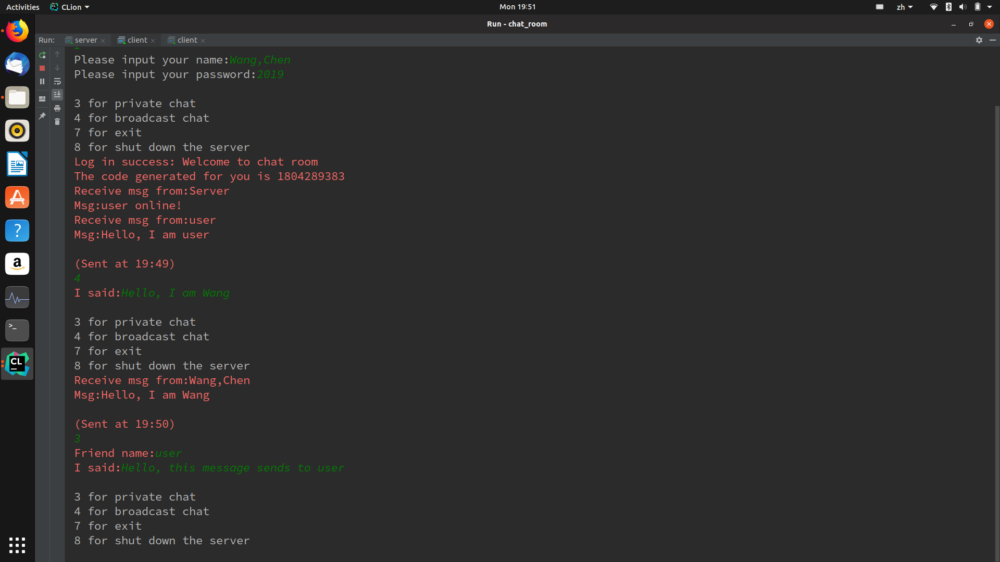 Activities CLion Mon 19:51 zh
Run - chat_room
Run: server client client
Please input your name:Wang,Chen
Please input your password:2019
3 for private chat
4 for broadcast chat
7 for exit
8 for shut down the server
Log in success: Welcome to chat room
The code generated for you is 1804289383
Receive msg from:Server
Msg:user online!
Receive msg from:user
Msg:Hello, I am user
(Sent at 19:49)
4
I said:Hello, I am Wang
3 for private chat
4 for broadcast chat
7 for exit
8 for shut down the server
Receive msg from:Wang,Chen
Msg:Hello, I am Wang
(Sent at 19:50)
3
Friend name:user
I said:Hello, this message sends to user
3 for private chat
4 for broadcast chat
7 for exit
8 for shut down the server
CL